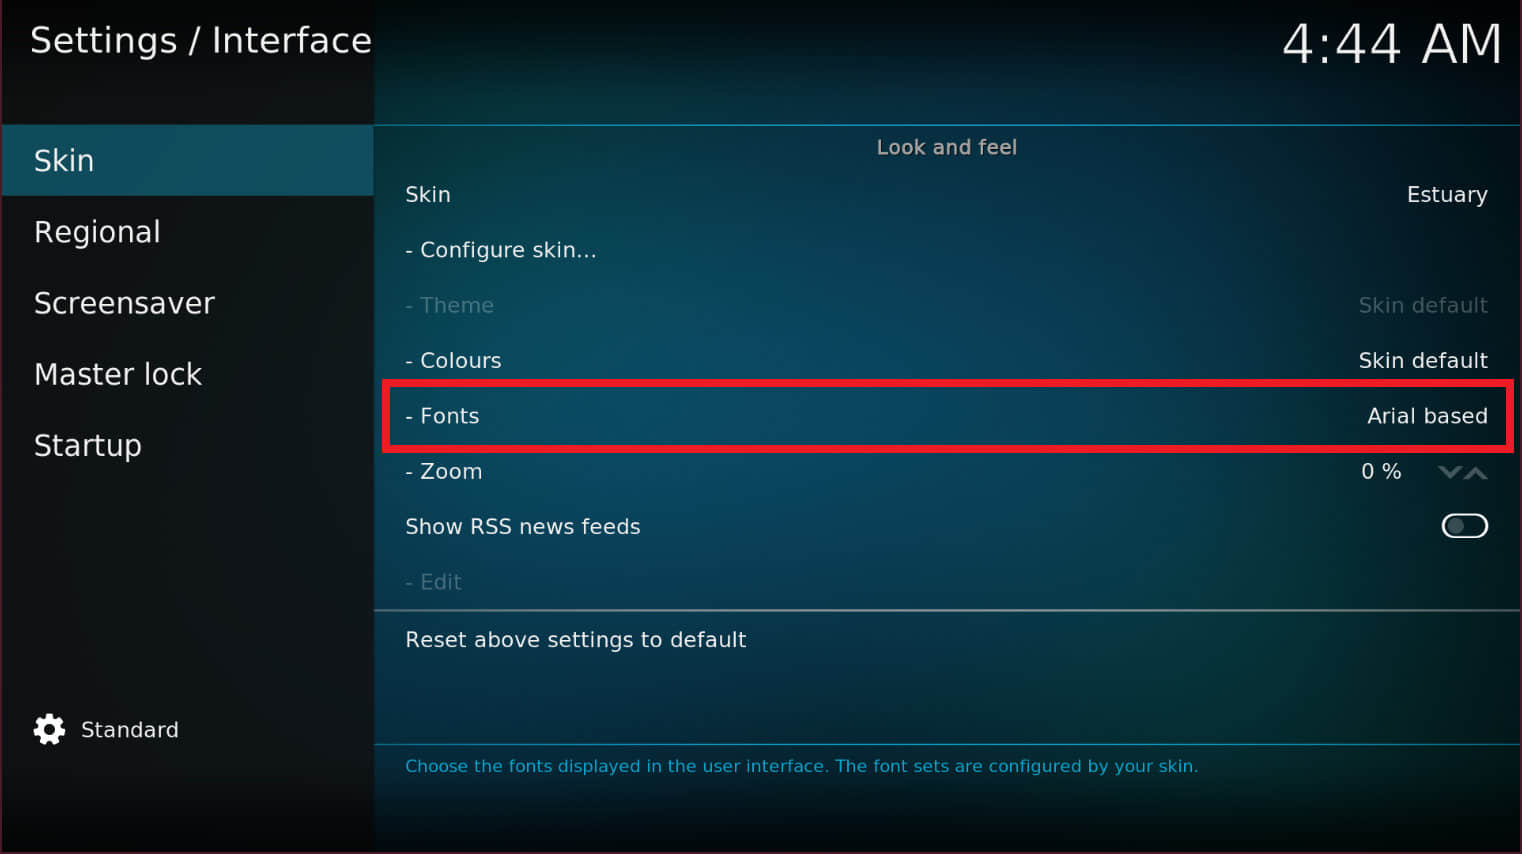 Settings / Interface
4:44 AM
Skin
Regional
Screensaver
Master lock
Startup
Standard
Look and feel
Skin Estuary
- Configure skin...
- Theme Skin default
- Colours Skin default
- Fonts Arial based
- Zoom 0 %
Show RSS news feeds
- Edit
Reset above settings to default
Choose the fonts displayed in the user interface. The font sets are configured by your skin.